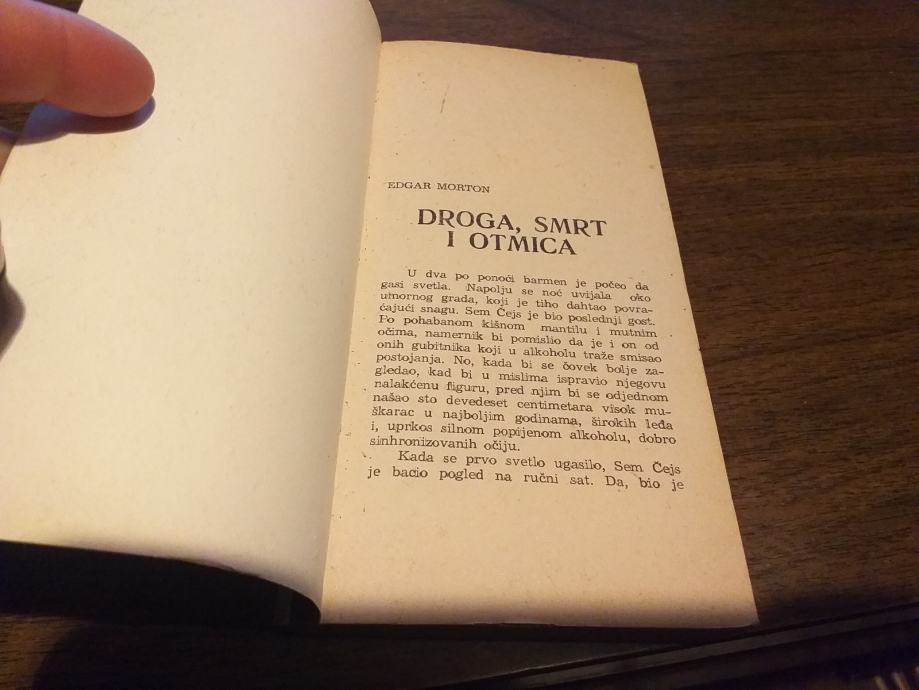 EDGAR MORTON
DROGA, SMRT
I OTMICA
U dva po ponoći barmen je počeo da
gasi svetla. Napolju se noć uvijala oko
umornog grada, koji je tiho dahtao povra-
ćajući snagu. Sem Čejs je bio poslednji gost.
Po pohabanom kišnom mantilu i mutnim
očima, namernik bi pomislio da je i on od
onih gubitnika koji u alkoholu traže smisao
postojanja. No, kada bi se čovek bolje za-
gledao, kad bi u mislima ispravio njegovu
nalakćenu figuru, pred njim bi se odjednom
našao sto devedeset centimetara visok mu-
škarac u najboljim godinama, širokih leđa
i, uprkos silnom popijenom alkoholu, dobro
sinhronizovanih očiju.
Kada se prvo svetlo ugasilo, Sem Čejs
je bacio pogled na ručni sat. Da, bio je